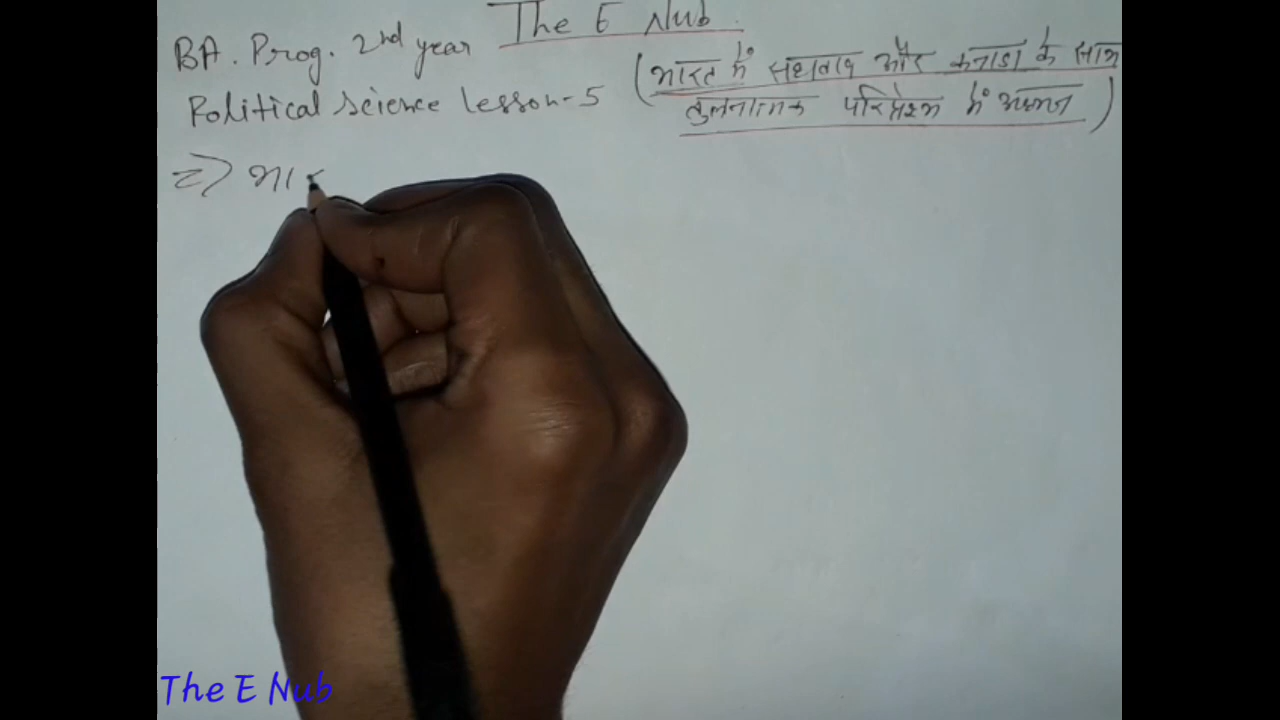 The E Nub
BA. Prog. 2nd year
Political science lesson-5
(भारत में संघवाद और कनाडा के साथ
तुलनात्मक परिप्रेक्ष्य में अध्ययन)
=> भार
The E Nub